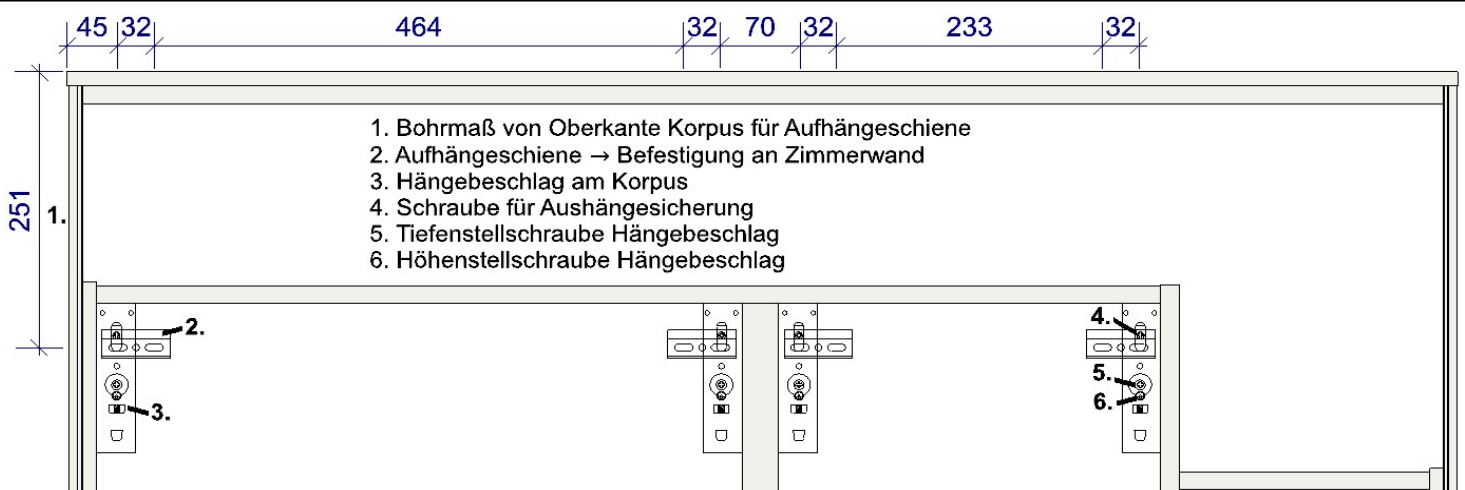 45 32 464 32 70 32 233 32
1. Bohrmaß von Oberkante Korpus für Aufhängeschiene
2. Aufhängeschiene → Befestigung an Zimmerwand
3. Hängebeschlag am Korpus
4. Schraube für Aushängesicherung
5. Tiefenstellschraube Hängebeschlag
6. Höhenstellschraube Hängebeschlag
251
1.
2.
3.
4.
5.
6.